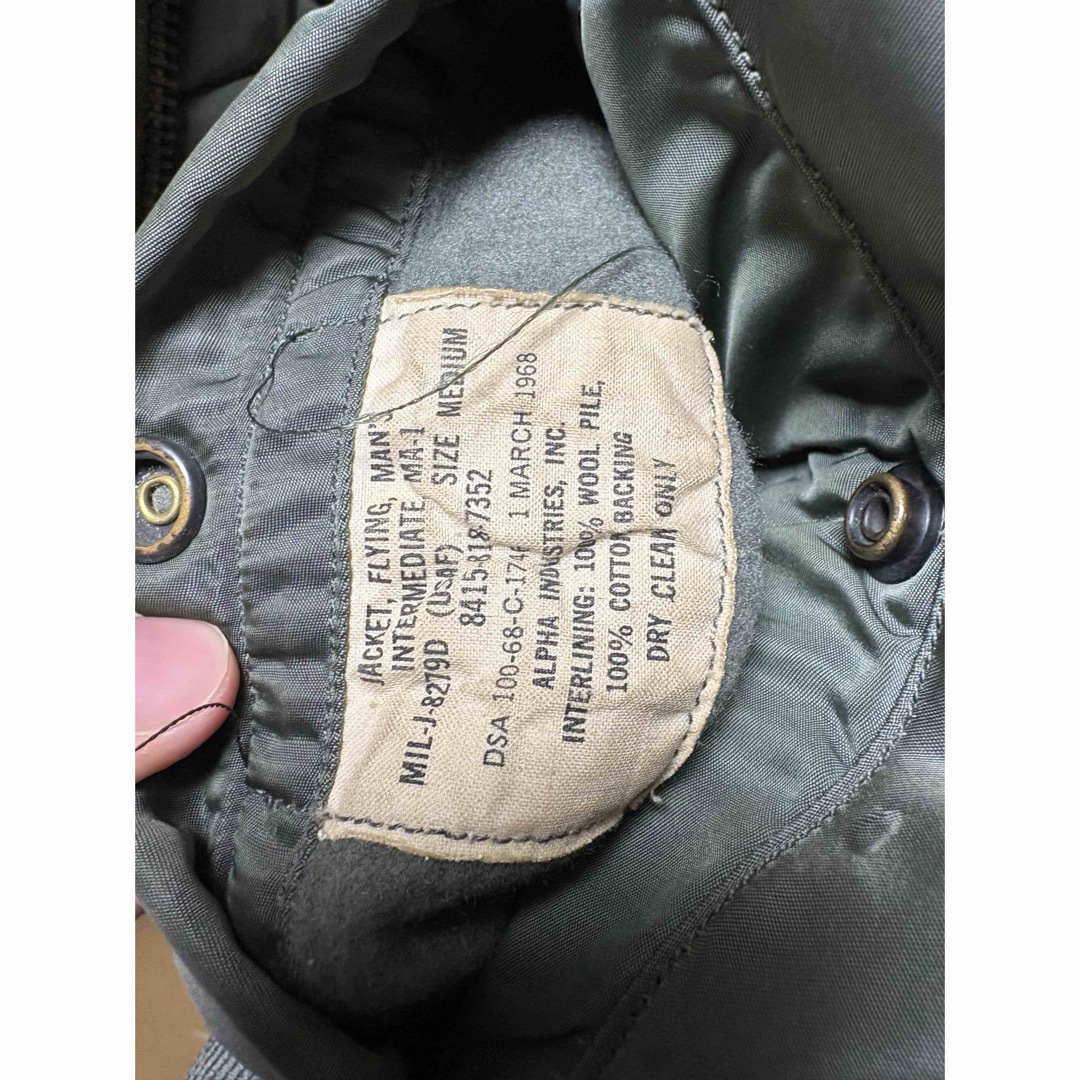 JACKET, FLYING, MAN'S
INTERMEDIATE, MA-1
MIL-J-8279D (USAF) SIZE MEDIUM
8415-818-7352
DSA 100-68-C- 1 MARCH 1968
ALPHA INDUSTRIES, INC.
INTERLINING: 100% WOOL PILE,
100% COTTON BACKING
DRY CLEAN ONLY